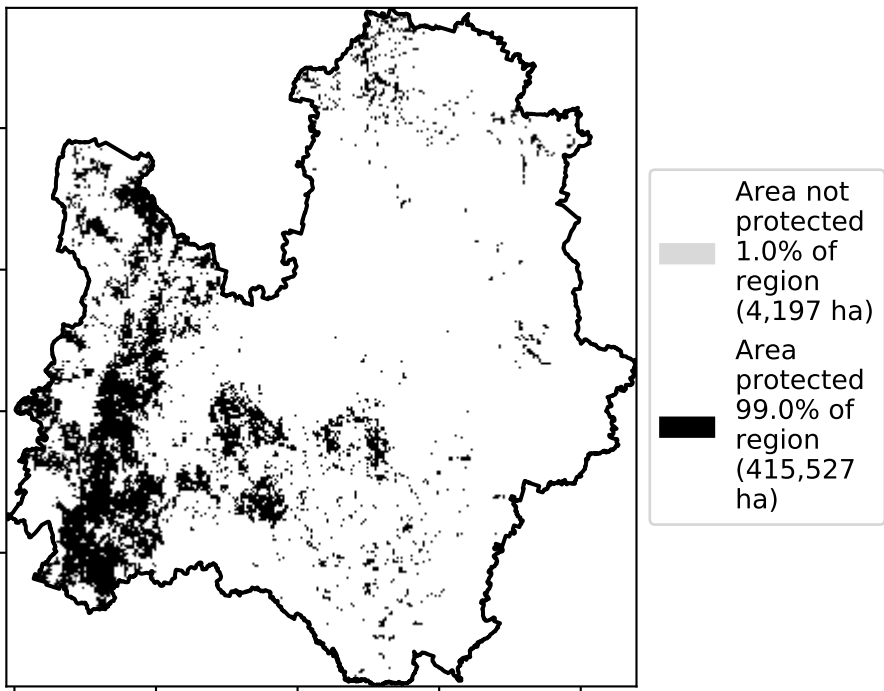 Area not
protected
1.0% of
region
(4,197 ha)
Area
protected
99.0% of
region
(415,527
ha)